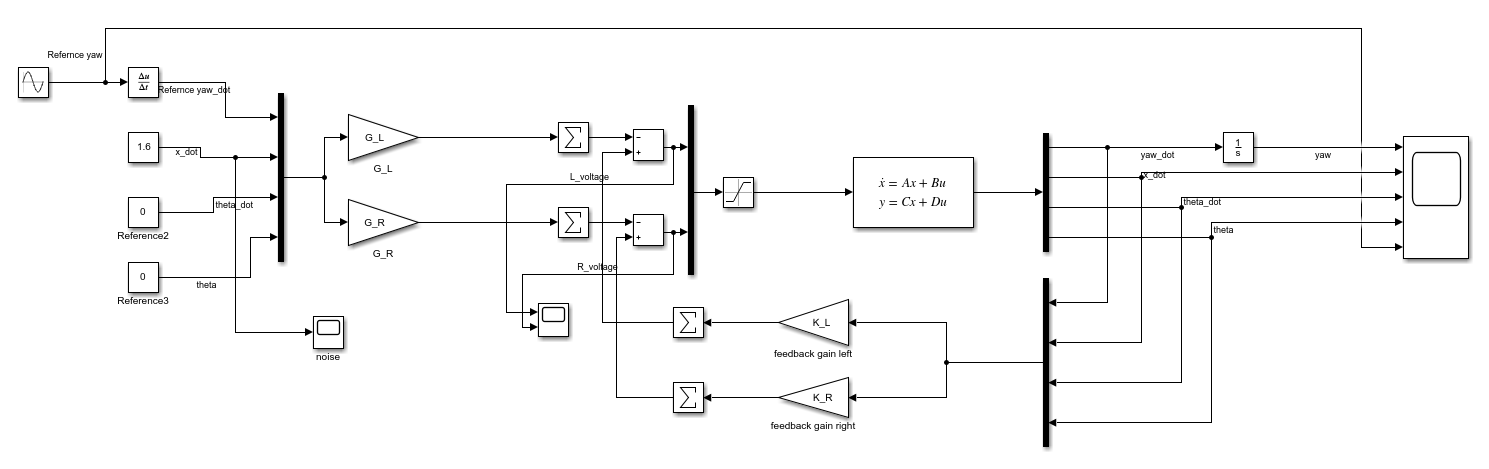 Refernce yaw
Δu
Δt
Refernce yaw_dot
1.6
x_dot
0
theta_dot
Reference2
0
theta
Reference3
noise
G_L
G_L
G_R
G_R
Σ
Σ
−
+
−
+
L_voltage
R_voltage
ẋ = Ax + Bu
y = Cx + Du
Σ
K_L
feedback gain left
Σ
K_R
feedback gain right
yaw_dot
1
s
yaw
x_dot
theta_dot
theta